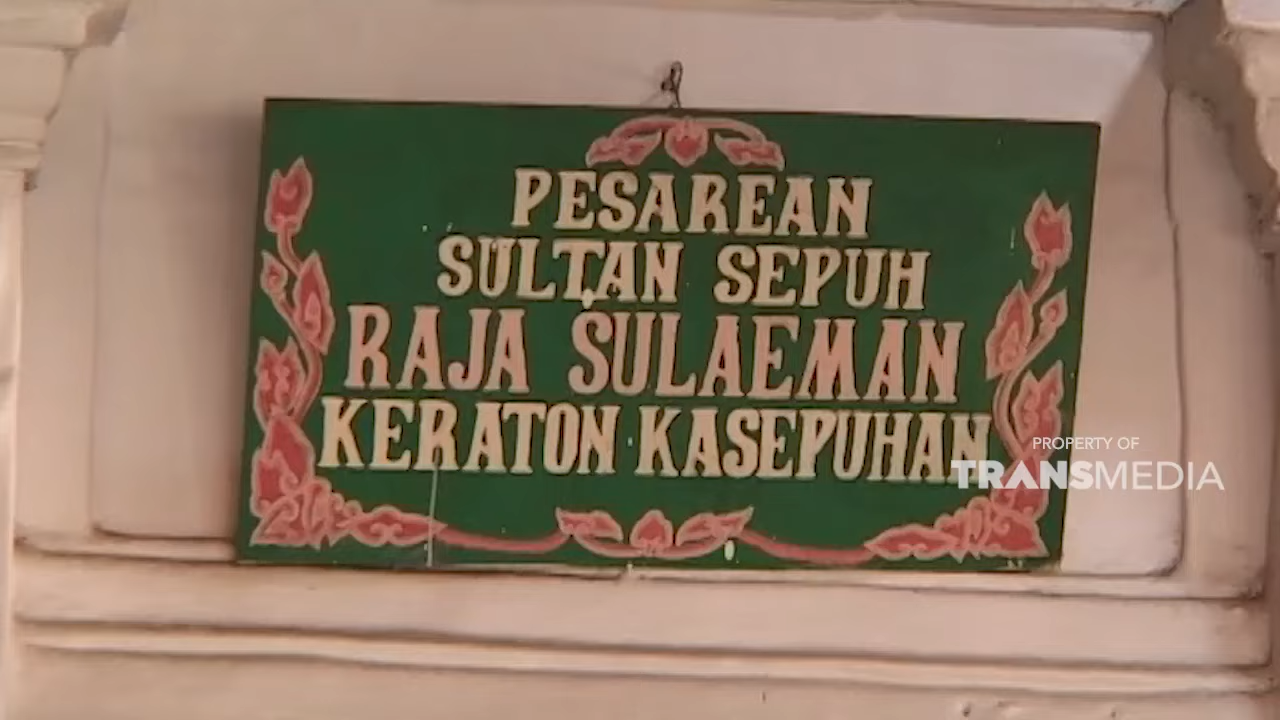 PESAREAN
SULTAN SEPUH
RAJA SULAEMAN
KERATON KASEPUHAN
PROPERTY OF
TRANSMEDIA